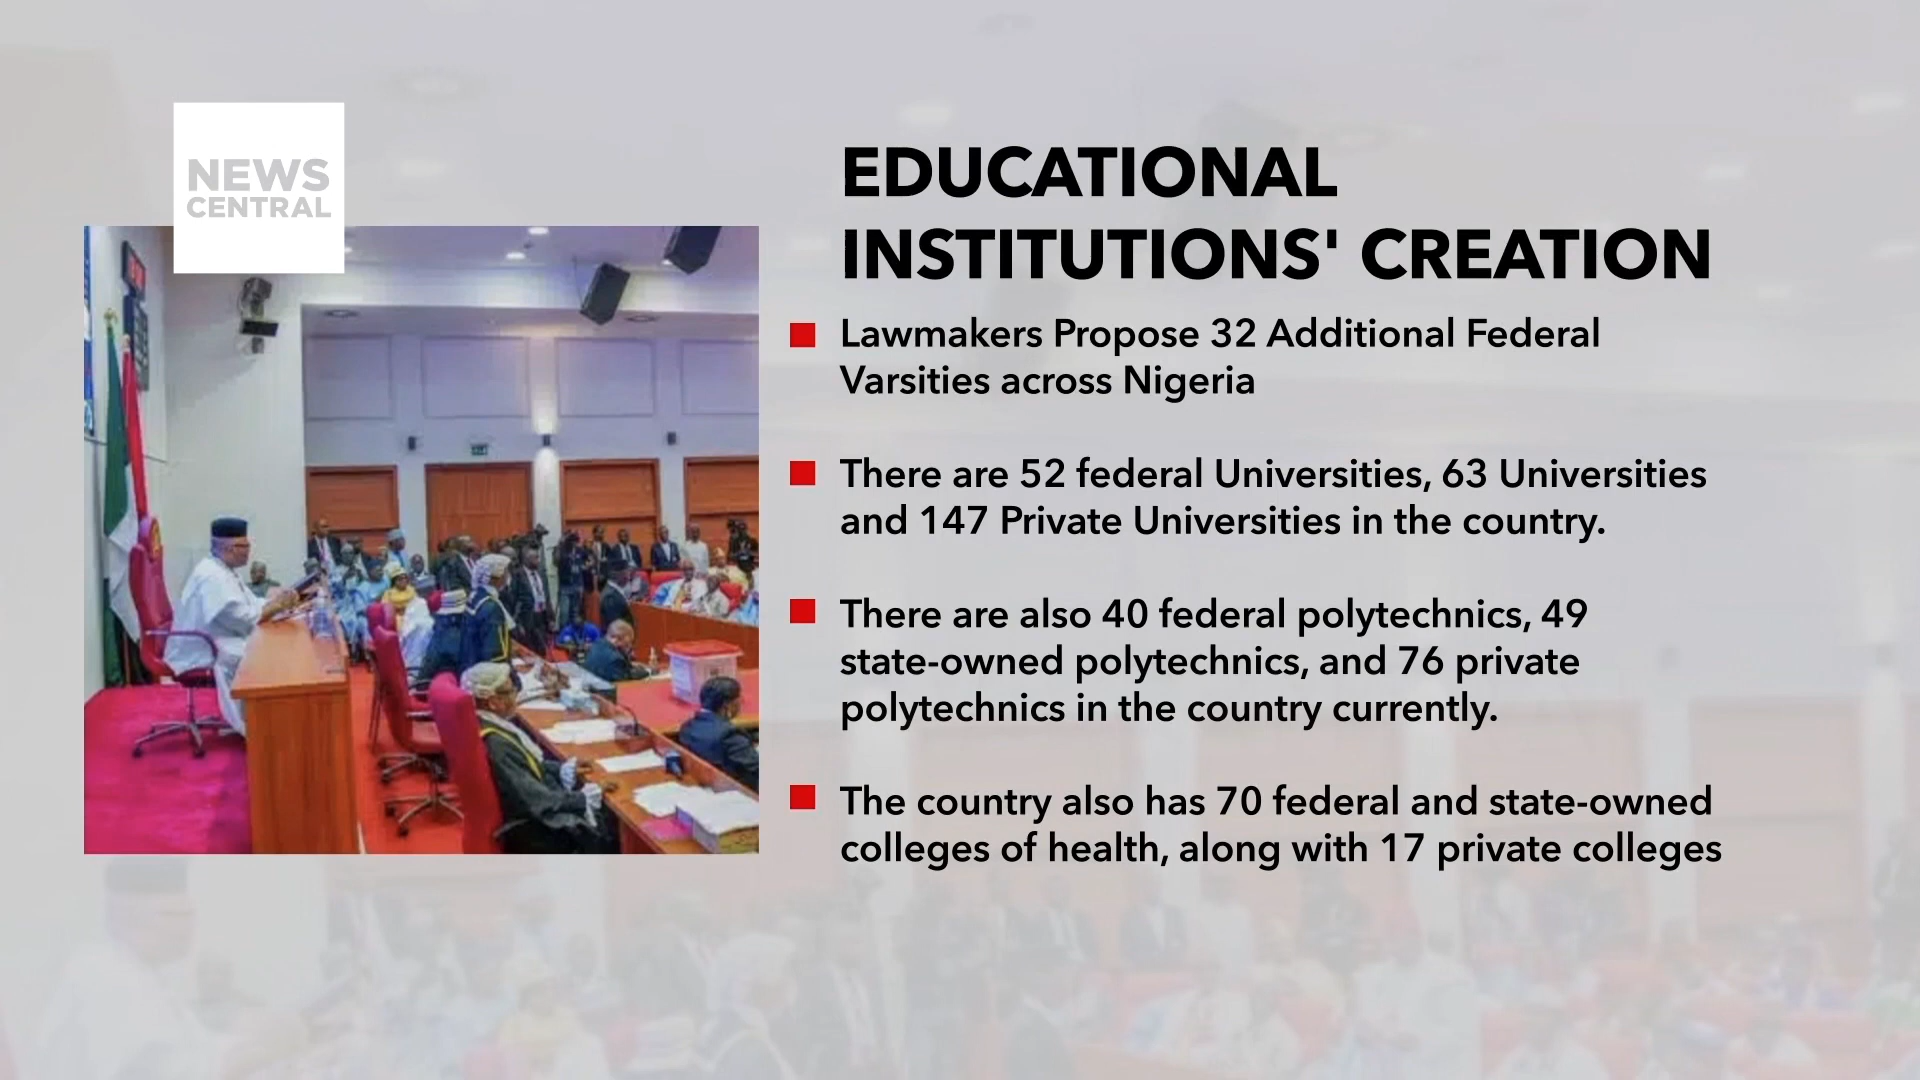 NEWS
CENTRAL
EDUCATIONAL
INSTITUTIONS' CREATION
Lawmakers Propose 32 Additional Federal
Varsities across Nigeria
There are 52 federal Universities, 63 Universities
and 147 Private Universities in the country.
There are also 40 federal polytechnics, 49
state-owned polytechnics, and 76 private
polytechnics in the country currently.
The country also has 70 federal and state-owned
colleges of health, along with 17 private colleges